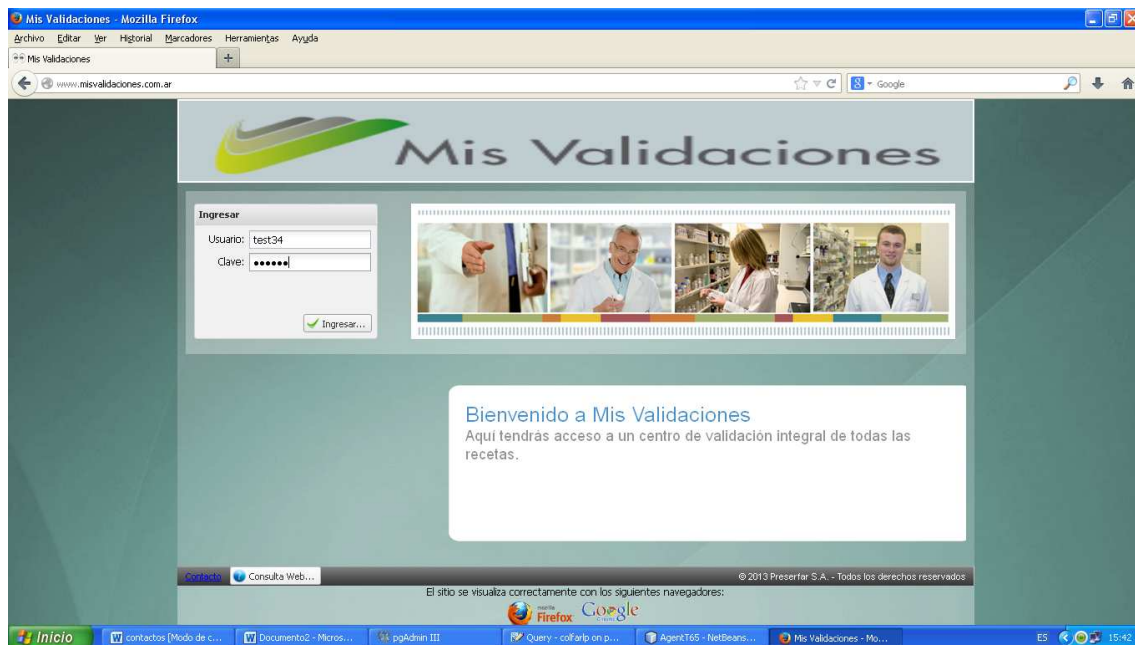 Mis Validaciones - Mozilla Firefox
Archivo Editar Ver Historial Marcadores Herramientas Ayuda
Mis Validaciones +
www.misvalidaciones.com.ar
Google
Mis Validaciones
Ingresar
Usuario: test34
Clave: ●●●●●●
Ingresar...
Bienvenido a Mis Validaciones
Aquí tendrás acceso a un centro de validación integral de todas las
recetas.
Contacto Consulta Web... © 2013 Preserfar S.A. - Todos los derechos reservados
El sitio se visualiza correctamente con los siguientes navegadores:
mozilla
Firefox Google
Inicio contactos [Modo de c... Documento2 - Micros... pgAdmin III Query - colfarlp on p... AgentT65 - NetBeans... Mis Validaciones - Mo... ES 15:42